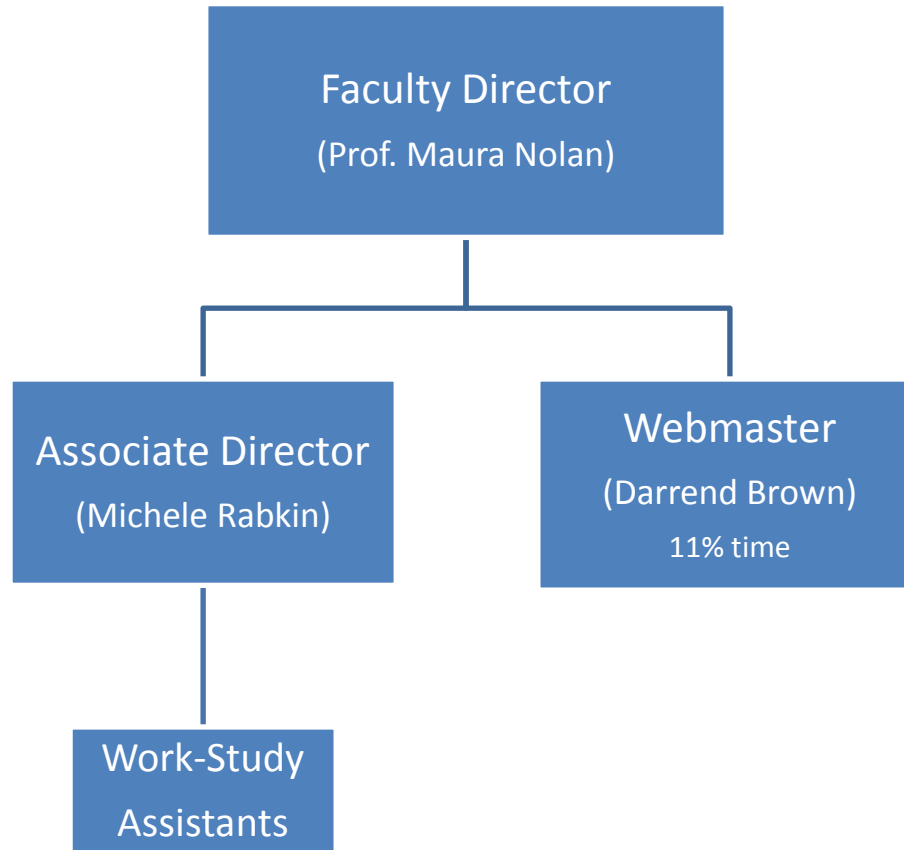 Faculty Director
(Prof. Maura Nolan)
Associate Director
(Michele Rabkin)
Webmaster
(Darrend Brown)
11% time
Work-Study
Assistants